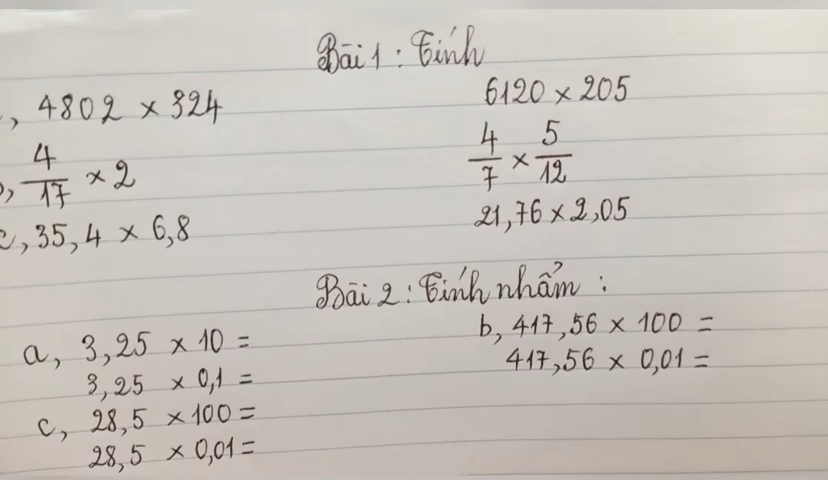 Bài 1 : Tính
, 4802 × 324
6120 × 205
, 4/17 × 2
4/7 × 5/12
c, 35,4 × 6,8
21,76 × 2,05
Bài 2 : Tính nhẩm :
a, 3,25 × 10 =
3,25 × 0,1 =
b, 417,56 × 100 =
417,56 × 0,01 =
c, 28,5 × 100 =
28,5 × 0,01 =